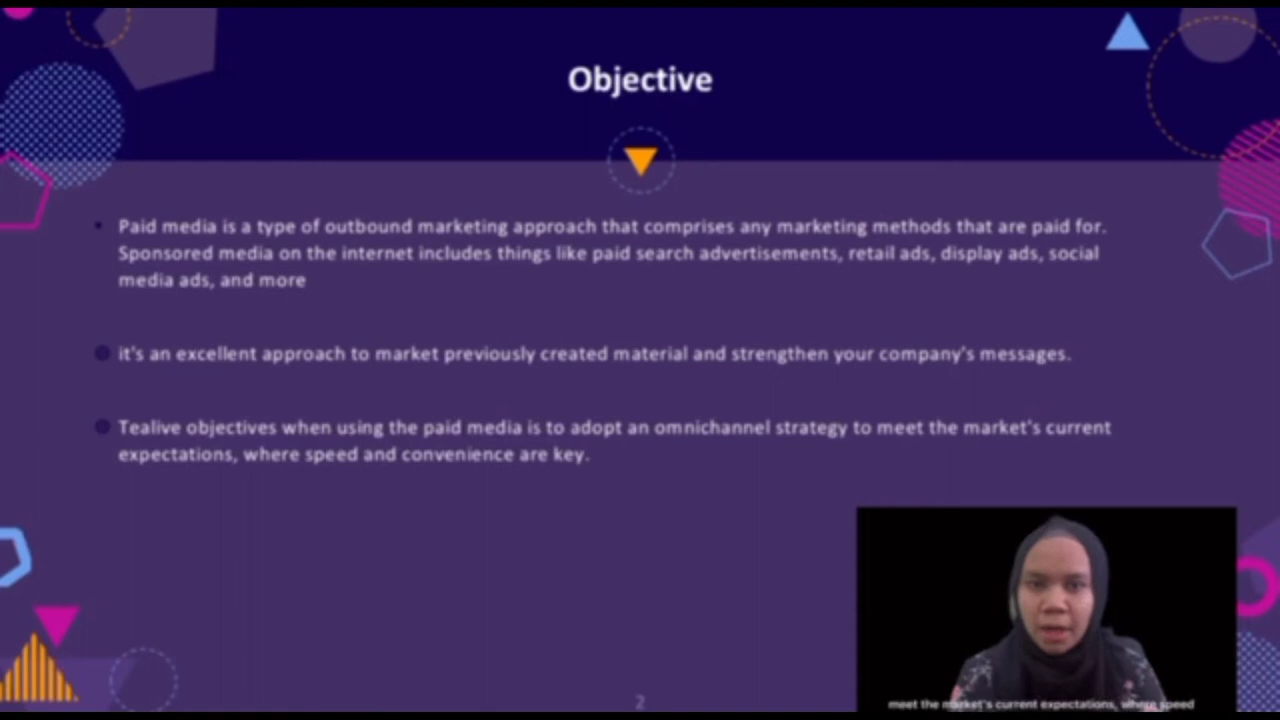 Objective
Paid media is a type of outbound marketing approach that comprises any marketing methods that are paid for.
Sponsored media on the internet includes things like paid search advertisements, retail ads, display ads, social
media ads, and more
it's an excellent approach to market previously created material and strengthen your company's messages.
Tealive objectives when using the paid media is to adopt an omnichannel strategy to meet the market's current
expectations, where speed and convenience are key.
meet the market's current expectations, where speed
2